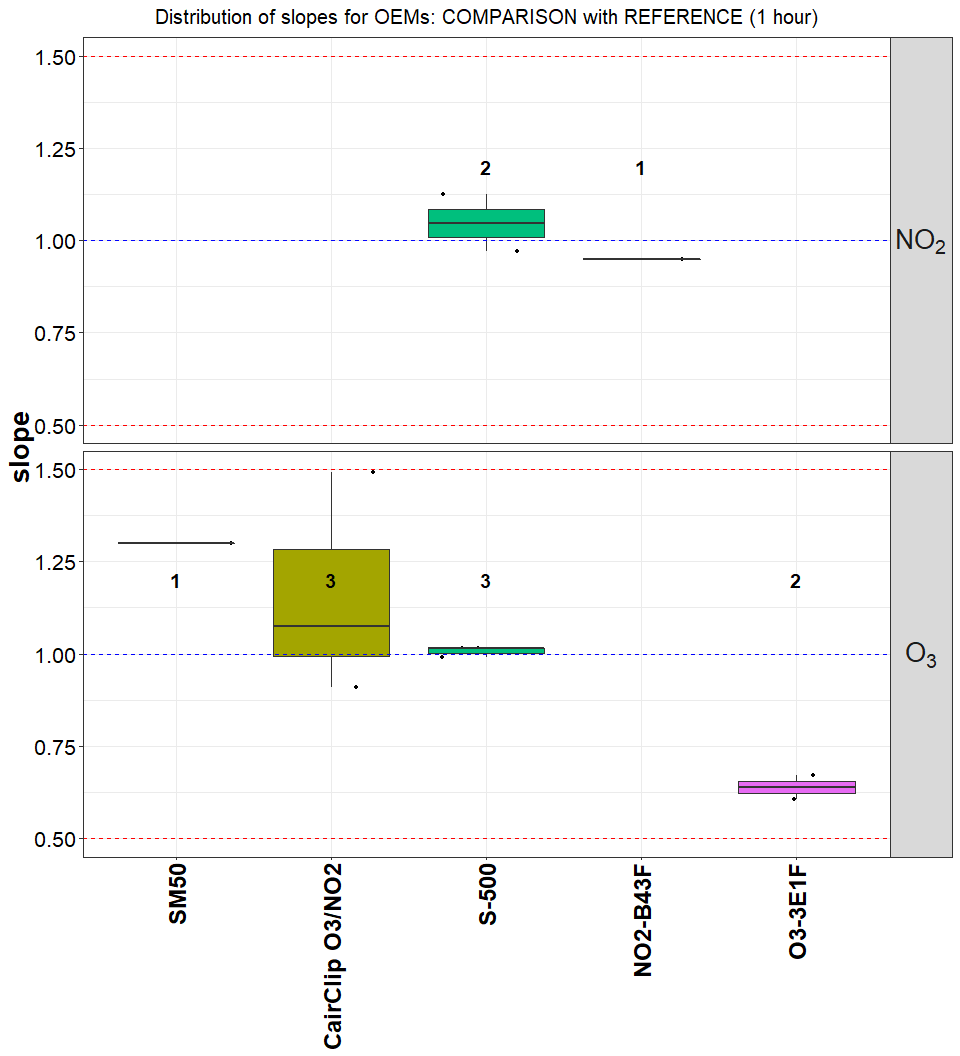 Distribution of slopes for OEMs: COMPARISON with REFERENCE (1 hour)
slope
1.50
1.25
1.00
0.75
0.50
2
1
NO₂
1.50
1.25
1.00
0.75
0.50
1
3
3
2
O₃
SM50
CairClip O3/NO2
S-500
NO2-B43F
O3-3E1F